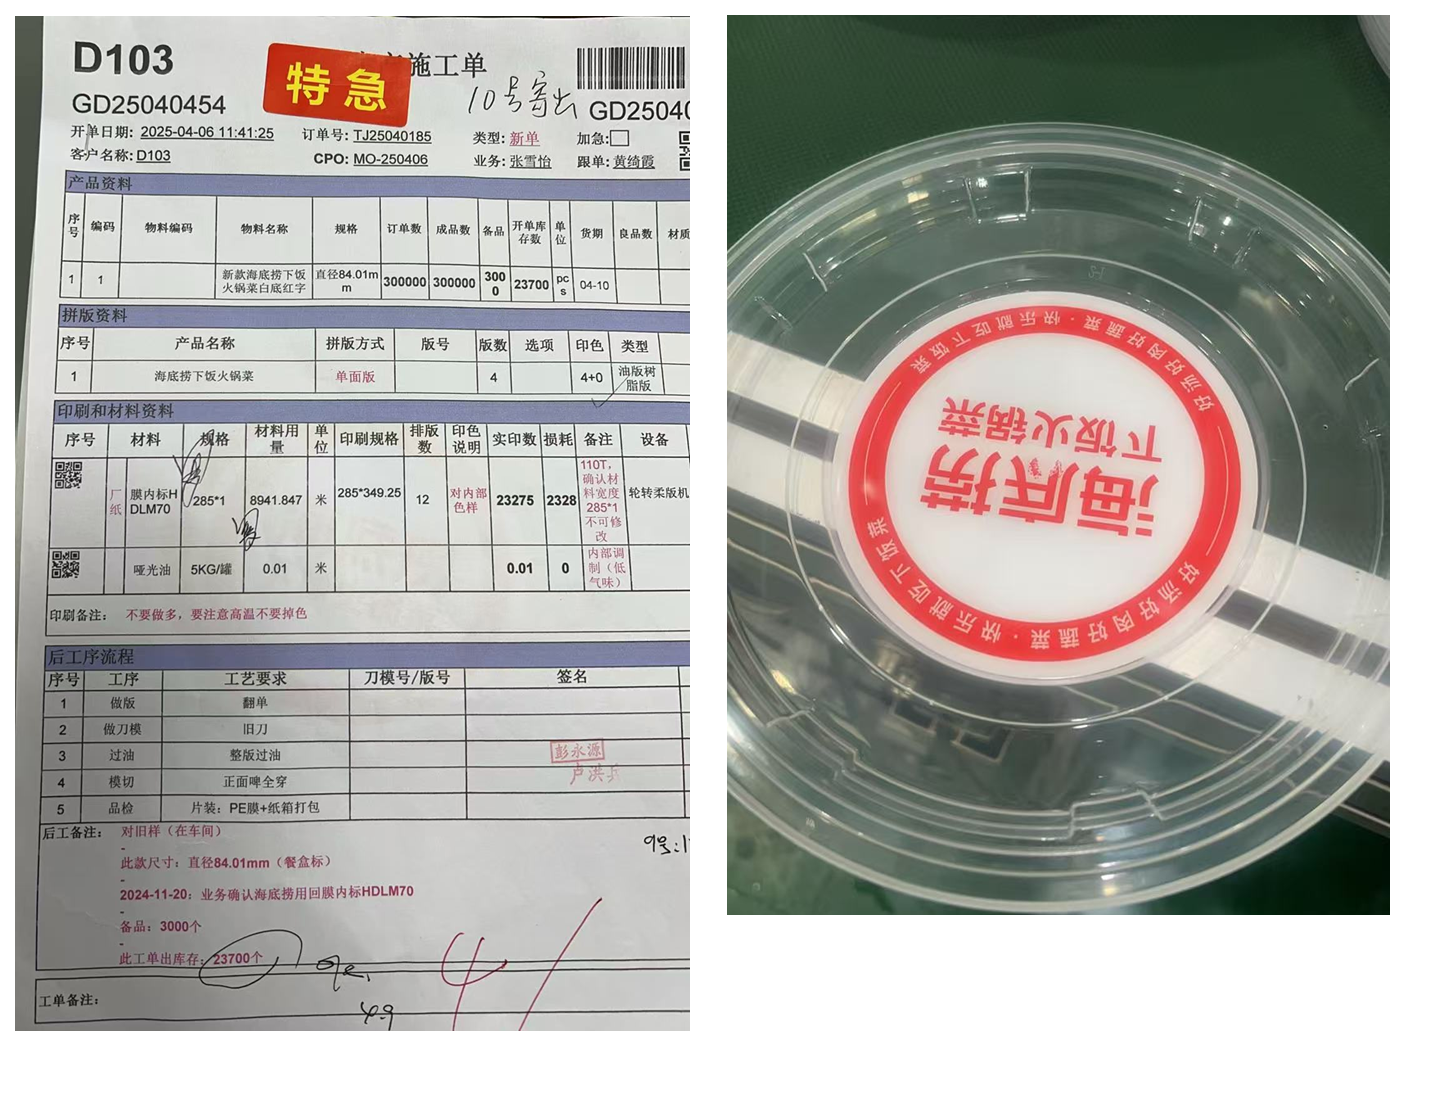 D103
特急
施工单
10号寄出
GD25040454
GD2504
开单日期: 2025-04-06 11:41:25
订单号: TJ25040185
类型: 新单
加急:
客户名称: D103
CPO: MO-250406
业务: 张雪怡
跟单: 黄绮霞
产品资料
序号 编码 物料编码 物料名称 规格 订单数 成品数 备品 开单库存数 单位 货期 良品数 材质
1 1 新款海底捞下饭火锅菜白底红字 直径84.01mm 300000 300000 3000 23700 pcs 04-10
拼版资料
序号 产品名称 拼版方式 版号 版数 选项 印色 类型
1 海底捞下饭火锅菜 单面版 4 4+0 油版树脂版
印刷和材料资料
序号 材料 规格 材料用量 单位 印刷规格 排版数 印色说明 实印数 损耗 备注 设备
厂纸 膜内标HDLM70 285*1 8941.847 米 285*349.25 12 对内部色样 23275 2328 110T，确认材料宽度285*1不可修改 轮转柔版机
哑光油 5KG/罐 0.01 米 0.01 0 内部调制（低气味）
印刷备注： 不要做多，要注意高温不要掉色
后工序流程
序号 工序 工艺要求 刀模号/版号 签名
1 做版 翻单
2 做刀模 旧刀
3 过油 整版过油 彭永源
4 模切 正面啤全穿 卢洪兵
5 品检 片装：PE膜+纸箱打包
后工备注： 对旧样（在车间）
-
此款尺寸：直径84.01mm（餐盒标）
-
2024-11-20：业务确认海底捞用回膜内标HDLM70
-
备品：3000个
-
此工单出库存：23700个
9号:1
工单备注：
4.9
好汤好肉好蔬菜·快乐就吃下饭菜
海底捞
下饭火锅菜
好汤好肉好蔬菜·快乐就吃下饭菜